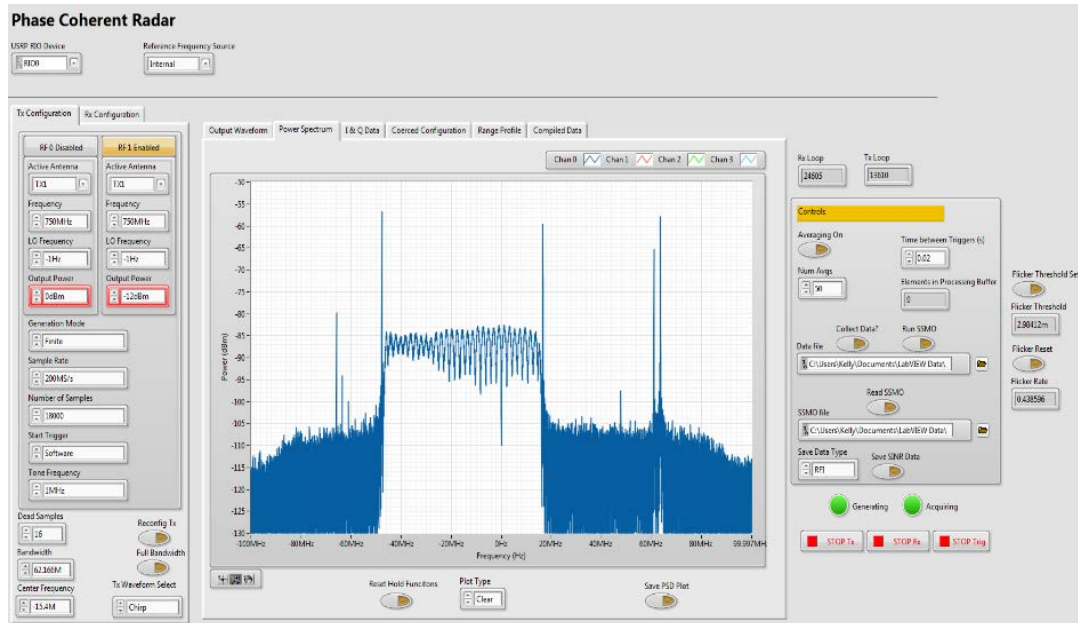 Phase Coherent Radar
USRP RIO Device
Reference Frequency Source
RIO0
Internal
Tx Configuration
Rx Configuration
RF 0 Disabled
RF 1 Enabled
Active Antenna
Active Antenna
TX1
TX1
Frequency
Frequency
750MHz
750MHz
LO Frequency
LO Frequency
-1Hz
-1Hz
Output Power
Output Power
0dBm
-12dBm
Generation Mode
Finite
Sample Rate
200MS/s
Number of Samples
18000
Start Trigger
Software
Tone Frequency
1MHz
Dead Samples
16
Reconfig Tx
Bandwidth
Full Bandwidth
62.166M
Center Frequency
Tx Waveform Select
-15.4M
Chirp
Output Waveform
Power Spectrum
I & Q Data
Coerced Configuration
Range Profile
Compiled Data
Chan 0
Chan 1
Chan 2
Chan 3
Power (dBm)
-50-
-55-
-60-
-65-
-70-
-75-
-80-
-85-
-90-
-95-
-100-
-105-
-110-
-115-
-120-
-125-
-130-
-100MHz
-80MHz
-60MHz
-40MHz
-20MHz
0Hz
20MHz
40MHz
60MHz
80MHz
99.997MHz
Frequency (Hz)
Reset Hold Funcitons
Plot Type
Clear
Save PSD Plot
Rx Loop
Tx Loop
24605
13610
Controls
Averaging On
Time between Triggers (s)
0.02
Num Avgs
50
Elements in Processing Buffer
0
Collect Data?
Run SSMO
Data file
C:\Users\Kelly\Documents\LabVIEW Data\
Read SSMO
SSMO file
C:\Users\Kelly\Documents\LabVIEW Data\
Save Data Type
Save SINR Data
RF1
Generating
Acquiring
STOP Tx
STOP Rx
STOP Trig
Flicker Threshold Set
Flicker Threshold
2.98412m
Flicker Reset
Flicker Rate
0.438596